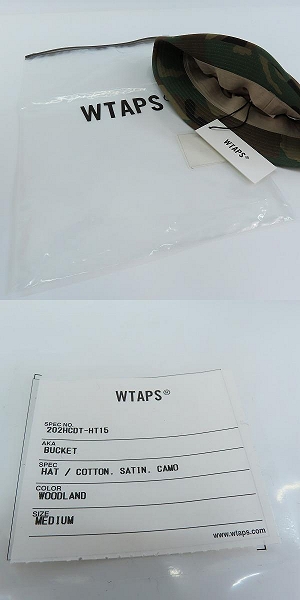 WTAPS
WTAPS®
WTAPS®
SPEC NO.
202HCDT-HT15
AKA
BUCKET
SPEC
HAT / COTTON. SATIN. CAMO
COLOR
WOODLAND
SIZE
MEDIUM
www.wtaps.com